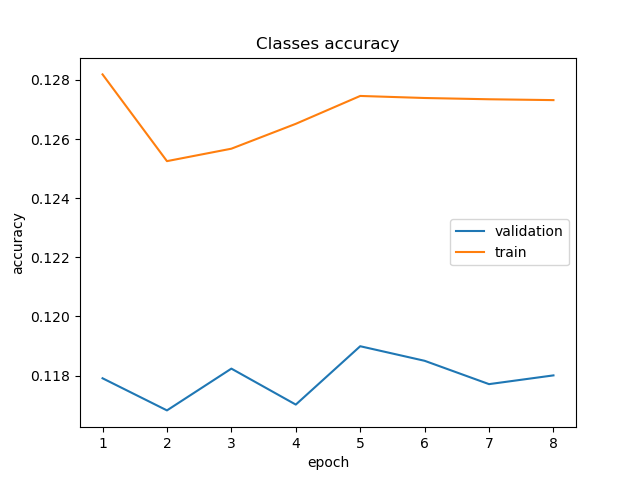 Classes accuracy
0.128
0.126
0.124
0.122
0.120
0.118
accuracy
validation
train
1 2 3 4 5 6 7 8
epoch